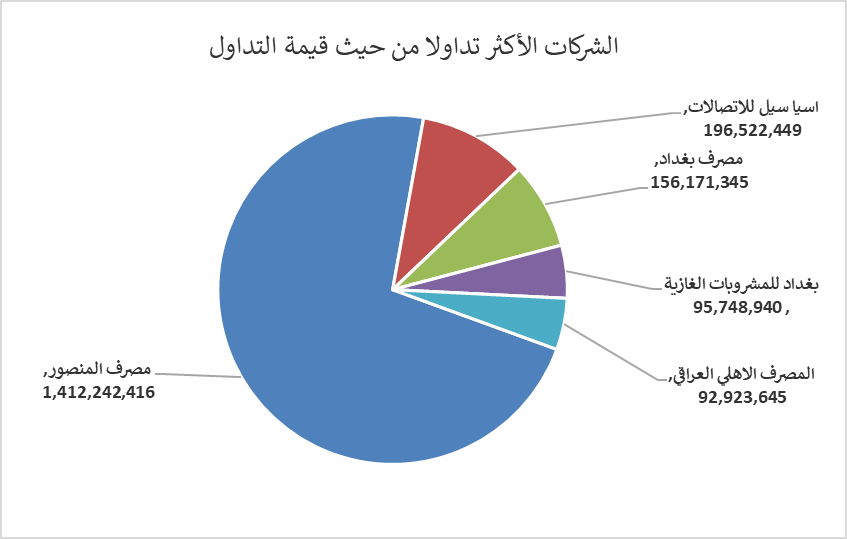 الشركات الأكثر تداولا من حيث قيمة التداول
اسيا سيل للاتصالات,
196,522,449
مصرف بغداد,
156,171,345
بغداد للمشروبات الغازية
, 95,748,940
المصرف الاهلي العراقي,
92,923,645
مصرف المنصور,
1,412,242,416